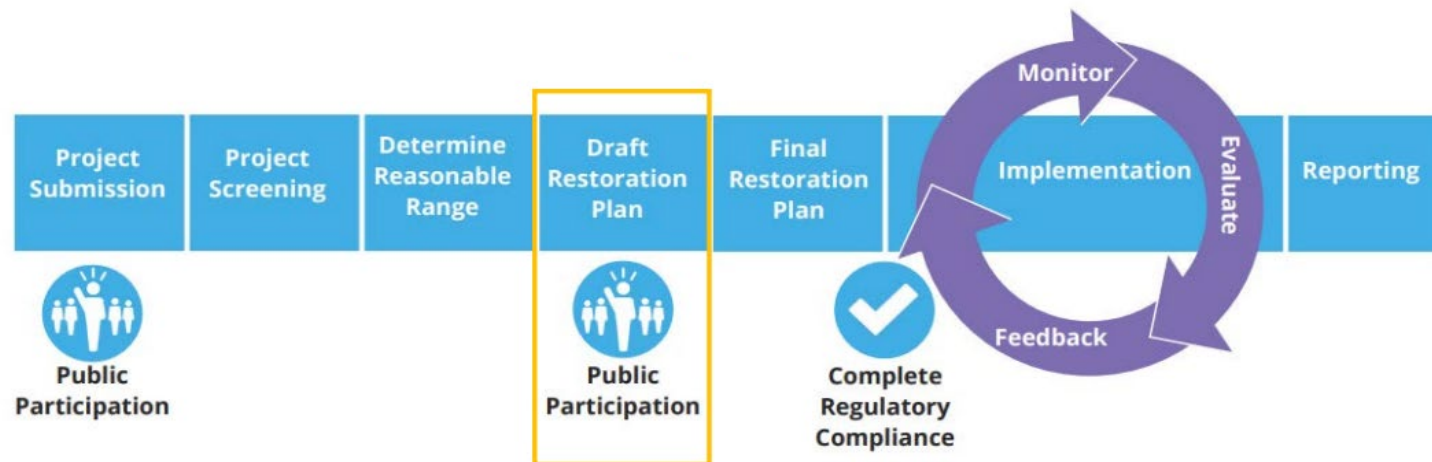 Project
Submission
Project
Screening
Determine
Reasonable
Range
Draft
Restoration
Plan
Final
Restoration
Plan
Implementation
Reporting
Monitor
Evaluate
Feedback
Public
Participation
Public
Participation
Complete
Regulatory
Compliance